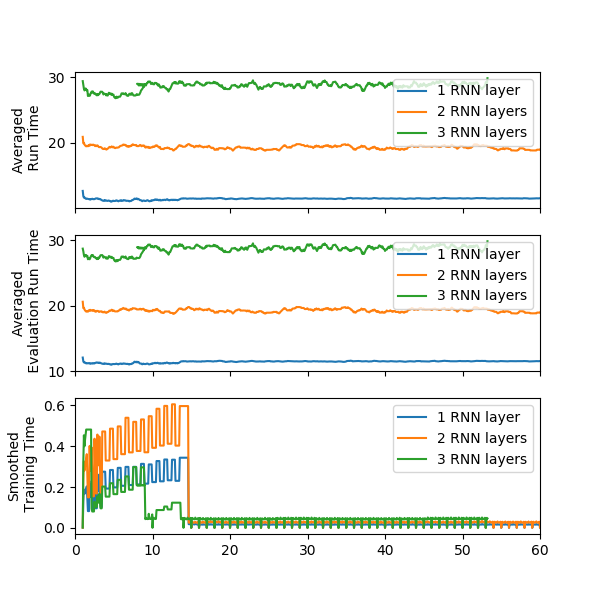 30
20
Averaged
Run Time
1 RNN layer
2 RNN layers
3 RNN layers
30
20
10
Averaged
Evaluation Run Time
1 RNN layer
2 RNN layers
3 RNN layers
0.6
0.4
0.2
0.0
Smoothed
Training Time
1 RNN layer
2 RNN layers
3 RNN layers
0 10 20 30 40 50 60